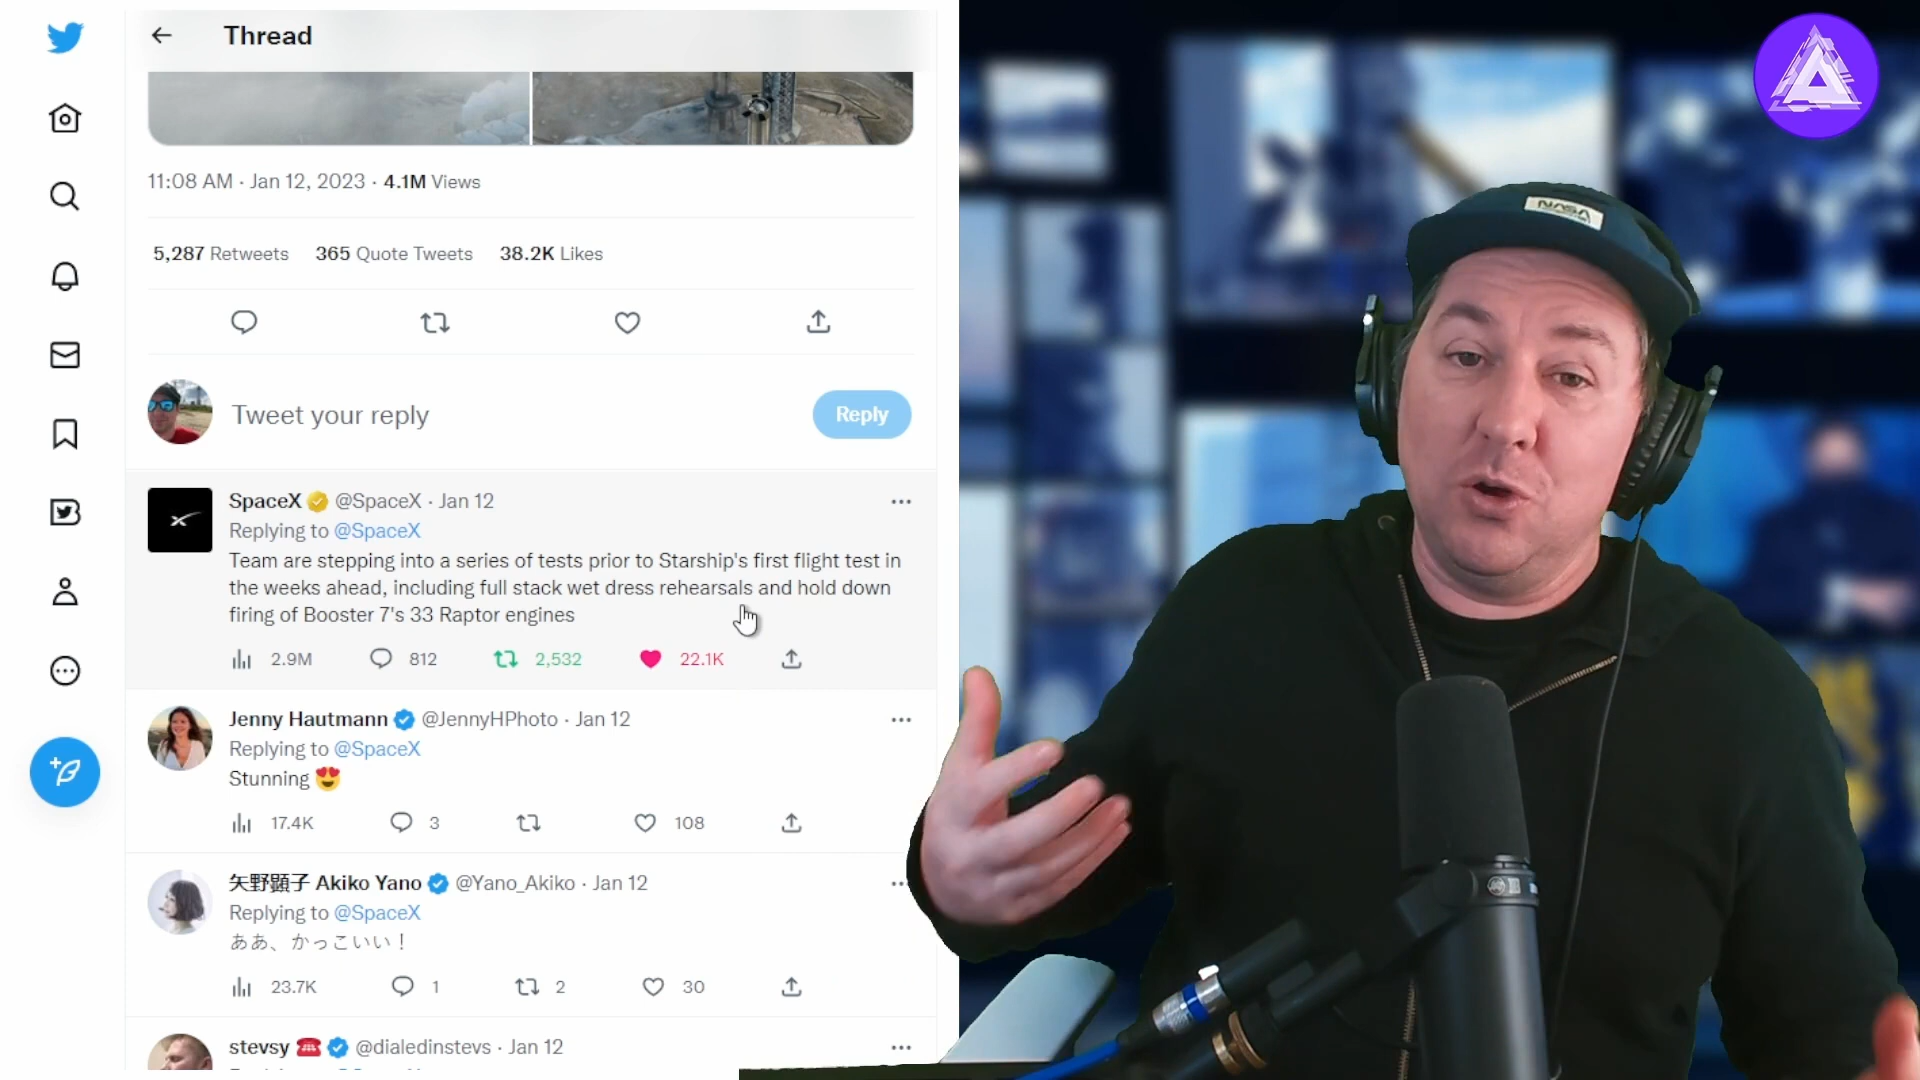 Thread
11:08 AM · Jan 12, 2023 · 4.1M Views
5,287 Retweets 365 Quote Tweets 38.2K Likes
Tweet your reply
Reply
SpaceX @SpaceX · Jan 12
Replying to @SpaceX
Team are stepping into a series of tests prior to Starship's first flight test in
the weeks ahead, including full stack wet dress rehearsals and hold down
firing of Booster 7's 33 Raptor engines
2.9M 812 2,532 22.1K
Jenny Hautmann @JennyHPhoto · Jan 12
Replying to @SpaceX
Stunning 😍
17.4K 3 108
矢野顕子 Akiko Yano @Yano_Akiko · Jan 12
Replying to @SpaceX
ああ、かっこいい！
23.7K 1 2 30
stevsy ☎️ @dialedinstevs · Jan 12
NASA